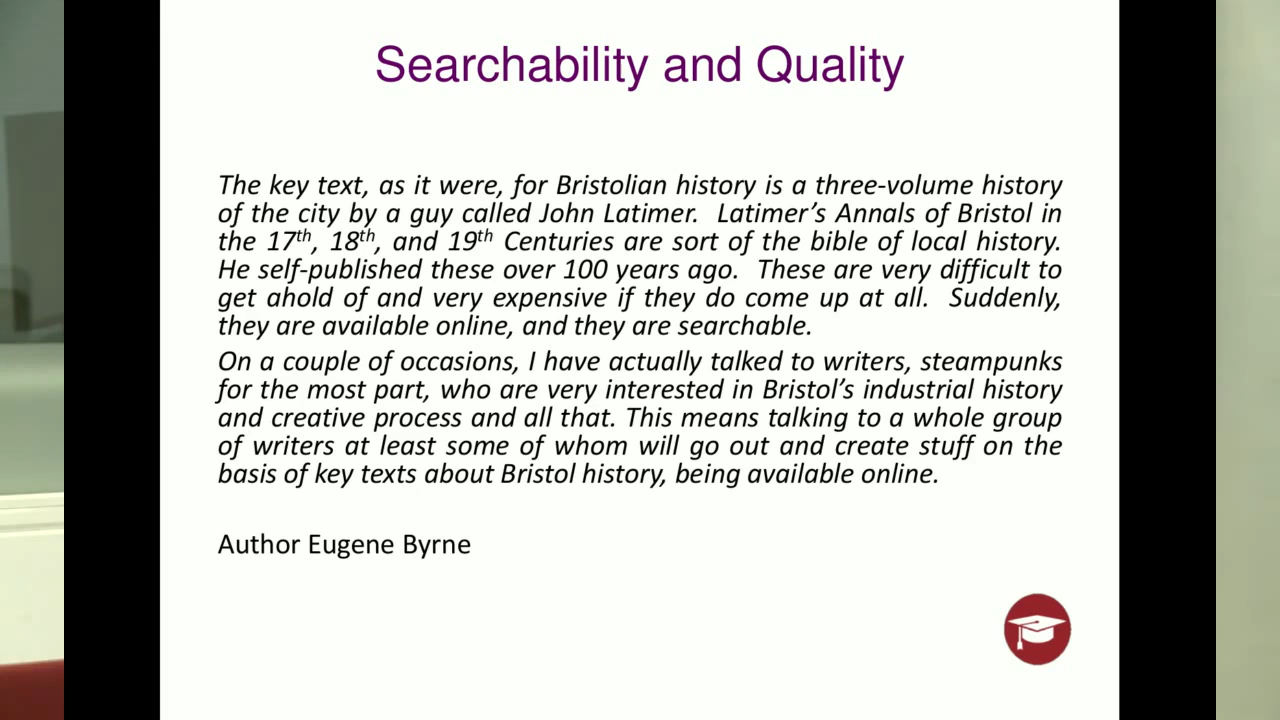 Searchability and Quality
The key text, as it were, for Bristolian history is a three-volume history
of the city by a guy called John Latimer.  Latimer’s Annals of Bristol in
the 17th, 18th, and 19th Centuries are sort of the bible of local history.
He self-published these over 100 years ago.  These are very difficult to
get ahold of and very expensive if they do come up at all.  Suddenly,
they are available online, and they are searchable.
On a couple of occasions, I have actually talked to writers, steampunks
for the most part, who are very interested in Bristol’s industrial history
and creative process and all that. This means talking to a whole group
of writers at least some of whom will go out and create stuff on the
basis of key texts about Bristol history, being available online.
Author Eugene Byrne